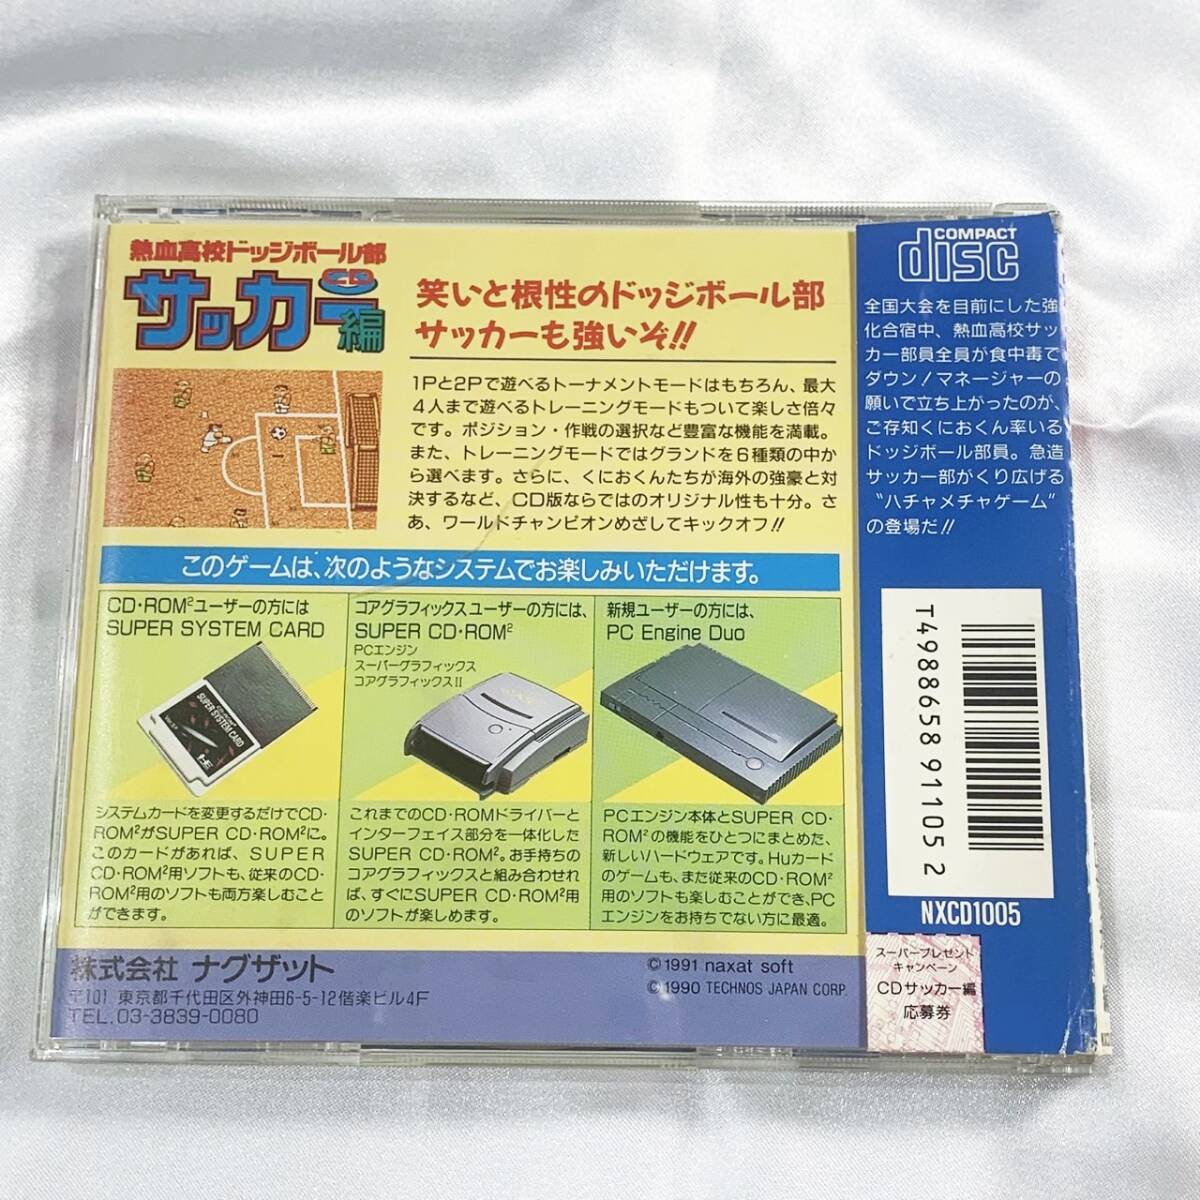 熱血高校ドッジボール部
CD
サッカー編
笑いと根性のドッジボール部
サッカーも強いぞ!!
1Pと2Pで遊べるトーナメントモードはもちろん、最大
4人まで遊べるトレーニングモードもついて楽しさ倍々
です。ポジション・作戦の選択など豊富な機能を満載。
また、トレーニングモードではグランドを6種類の中か
ら選べます。さらに、くにおくんたちが海外の強豪と対
決するなど、CD版ならではのオリジナル性も十分。さ
あ、ワールドチャンピオンめざしてキックオフ!!
このゲームは、次のようなシステムでお楽しみいただけます。
CD・ROM²ユーザーの方には
SUPER SYSTEM CARD
SUPER SYSTEM CARD
システムカードを変更するだけでCD・
ROM²がSUPER CD・ROM²に。
このカードがあれば、SUPER
CD・ROM²用ソフトも、従来のCD・
ROM²用のソフトも両方楽しむこと
ができます。
コアグラフィックスユーザーの方には、
SUPER CD・ROM²
PCエンジン
スーパーグラフィックス
コアグラフィックスII
これまでのCD・ROMドライバーと
インターフェイス部分を一体化した
SUPER CD・ROM²。お手持ちの
コアグラフィックスと組み合わせれ
ば、すぐにSUPER CD・ROM²用
のソフトが楽しめます。
新規ユーザーの方には、
PC Engine Duo
PCエンジン本体とSUPER CD・
ROM²の機能をひとつにまとめた、
新しいハードウェアです。Huカード
のゲームも、また従来のCD・ROM²
用のソフトも楽しむことができ、PC
エンジンをお持ちでない方に最適。
株式会社 ナグザット
〒101 東京都千代田区外神田6-5-12偕楽ビル4F
TEL.03-3839-0080
©1991 naxat soft
©1990 TECHNOS JAPAN CORP.
COMPACT
disc
全国大会を目前にした強
化合宿中、熱血高校サッ
カー部員全員が食中毒で
ダウン!マネージャーの
願いで立ち上がったのが、
ご存知くにおくん率いる
ドッジボール部員。急造
サッカー部がくり広げる
"ハチャメチャゲーム"
の登場だ!!
T4988658 91105 2
NXCD1005
スーパープレゼント
キャンペーン
CDサッカー編
応募券